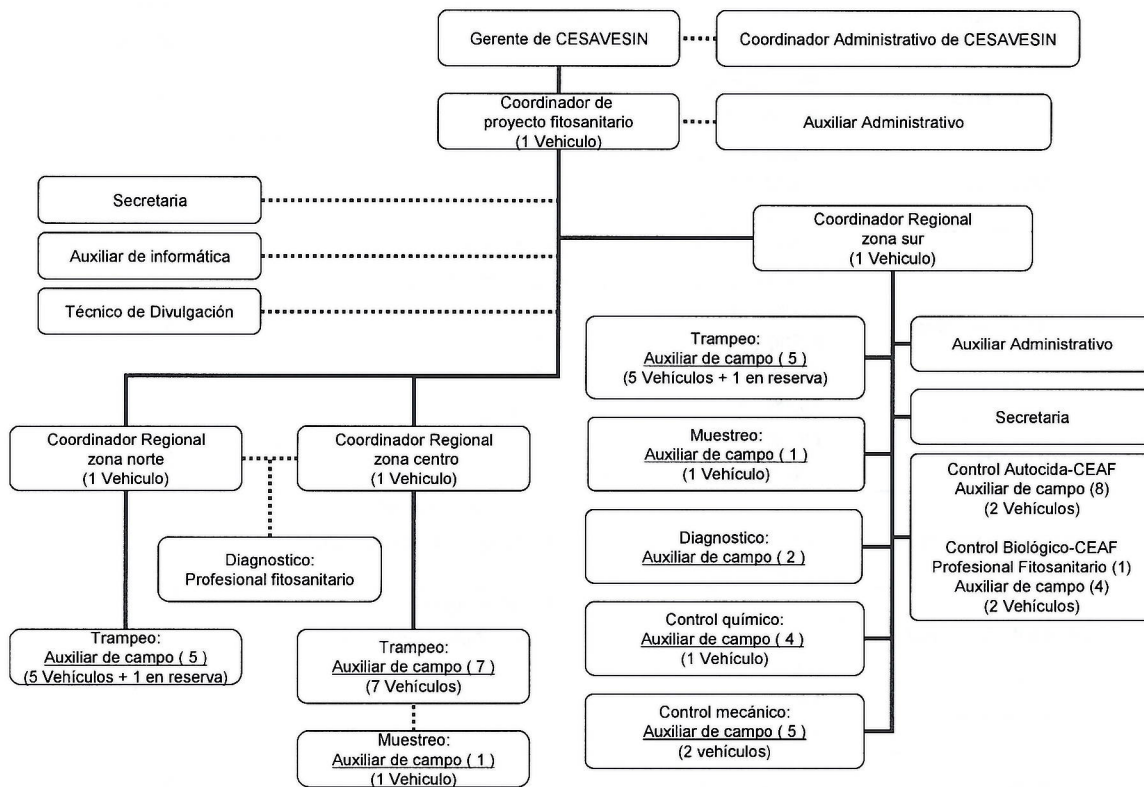 Gerente de CESAVESIN
Coordinador Administrativo de CESAVESIN
Coordinador de
proyecto fitosanitario
(1 Vehiculo)
Auxiliar Administrativo
Secretaria
Auxiliar de informática
Técnico de Divulgación
Coordinador Regional
zona sur
(1 Vehiculo)
Trampeo:
Auxiliar de campo ( 5 )
(5 Vehículos + 1 en reserva)
Auxiliar Administrativo
Secretaria
Muestreo:
Auxiliar de campo ( 1 )
(1 Vehículo)
Control Autocida-CEAF
Auxiliar de campo (8)
(2 Vehículos)
Control Biológico-CEAF
Profesional Fitosanitario (1)
Auxiliar de campo (4)
(2 Vehículos)
Diagnostico:
Auxiliar de campo ( 2 )
Control químico:
Auxiliar de campo ( 4 )
(1 Vehículo)
Control mecánico:
Auxiliar de campo ( 5 )
(2 vehículos)
Coordinador Regional
zona norte
(1 Vehiculo)
Coordinador Regional
zona centro
(1 Vehiculo)
Diagnostico:
Profesional fitosanitario
Trampeo:
Auxiliar de campo ( 5 )
(5 Vehículos + 1 en reserva)
Trampeo:
Auxiliar de campo ( 7 )
(7 Vehículos)
Muestreo:
Auxiliar de campo ( 1 )
(1 Vehiculo)